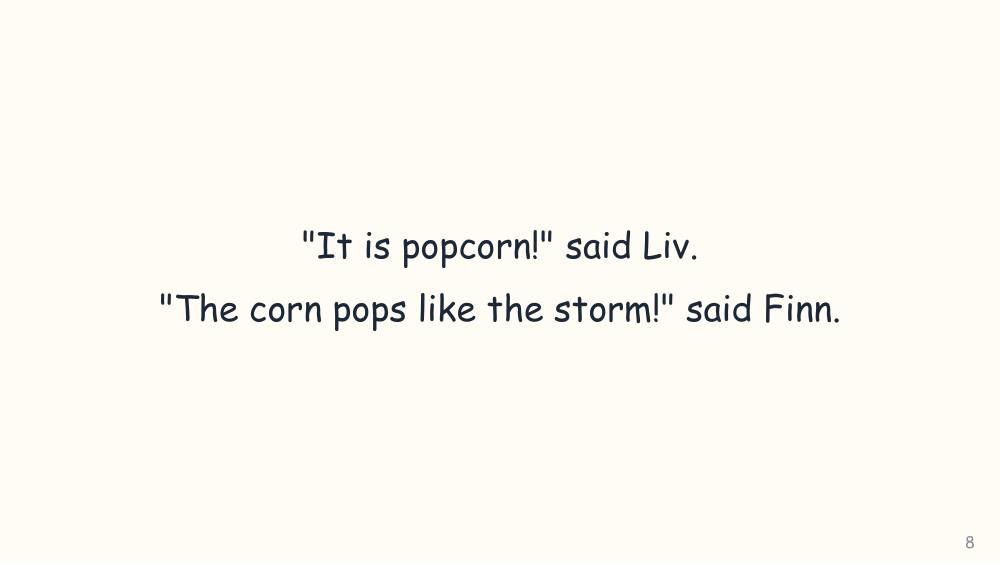 "It is popcorn!" said Liv.
"The corn pops like the storm!" said Finn.
8